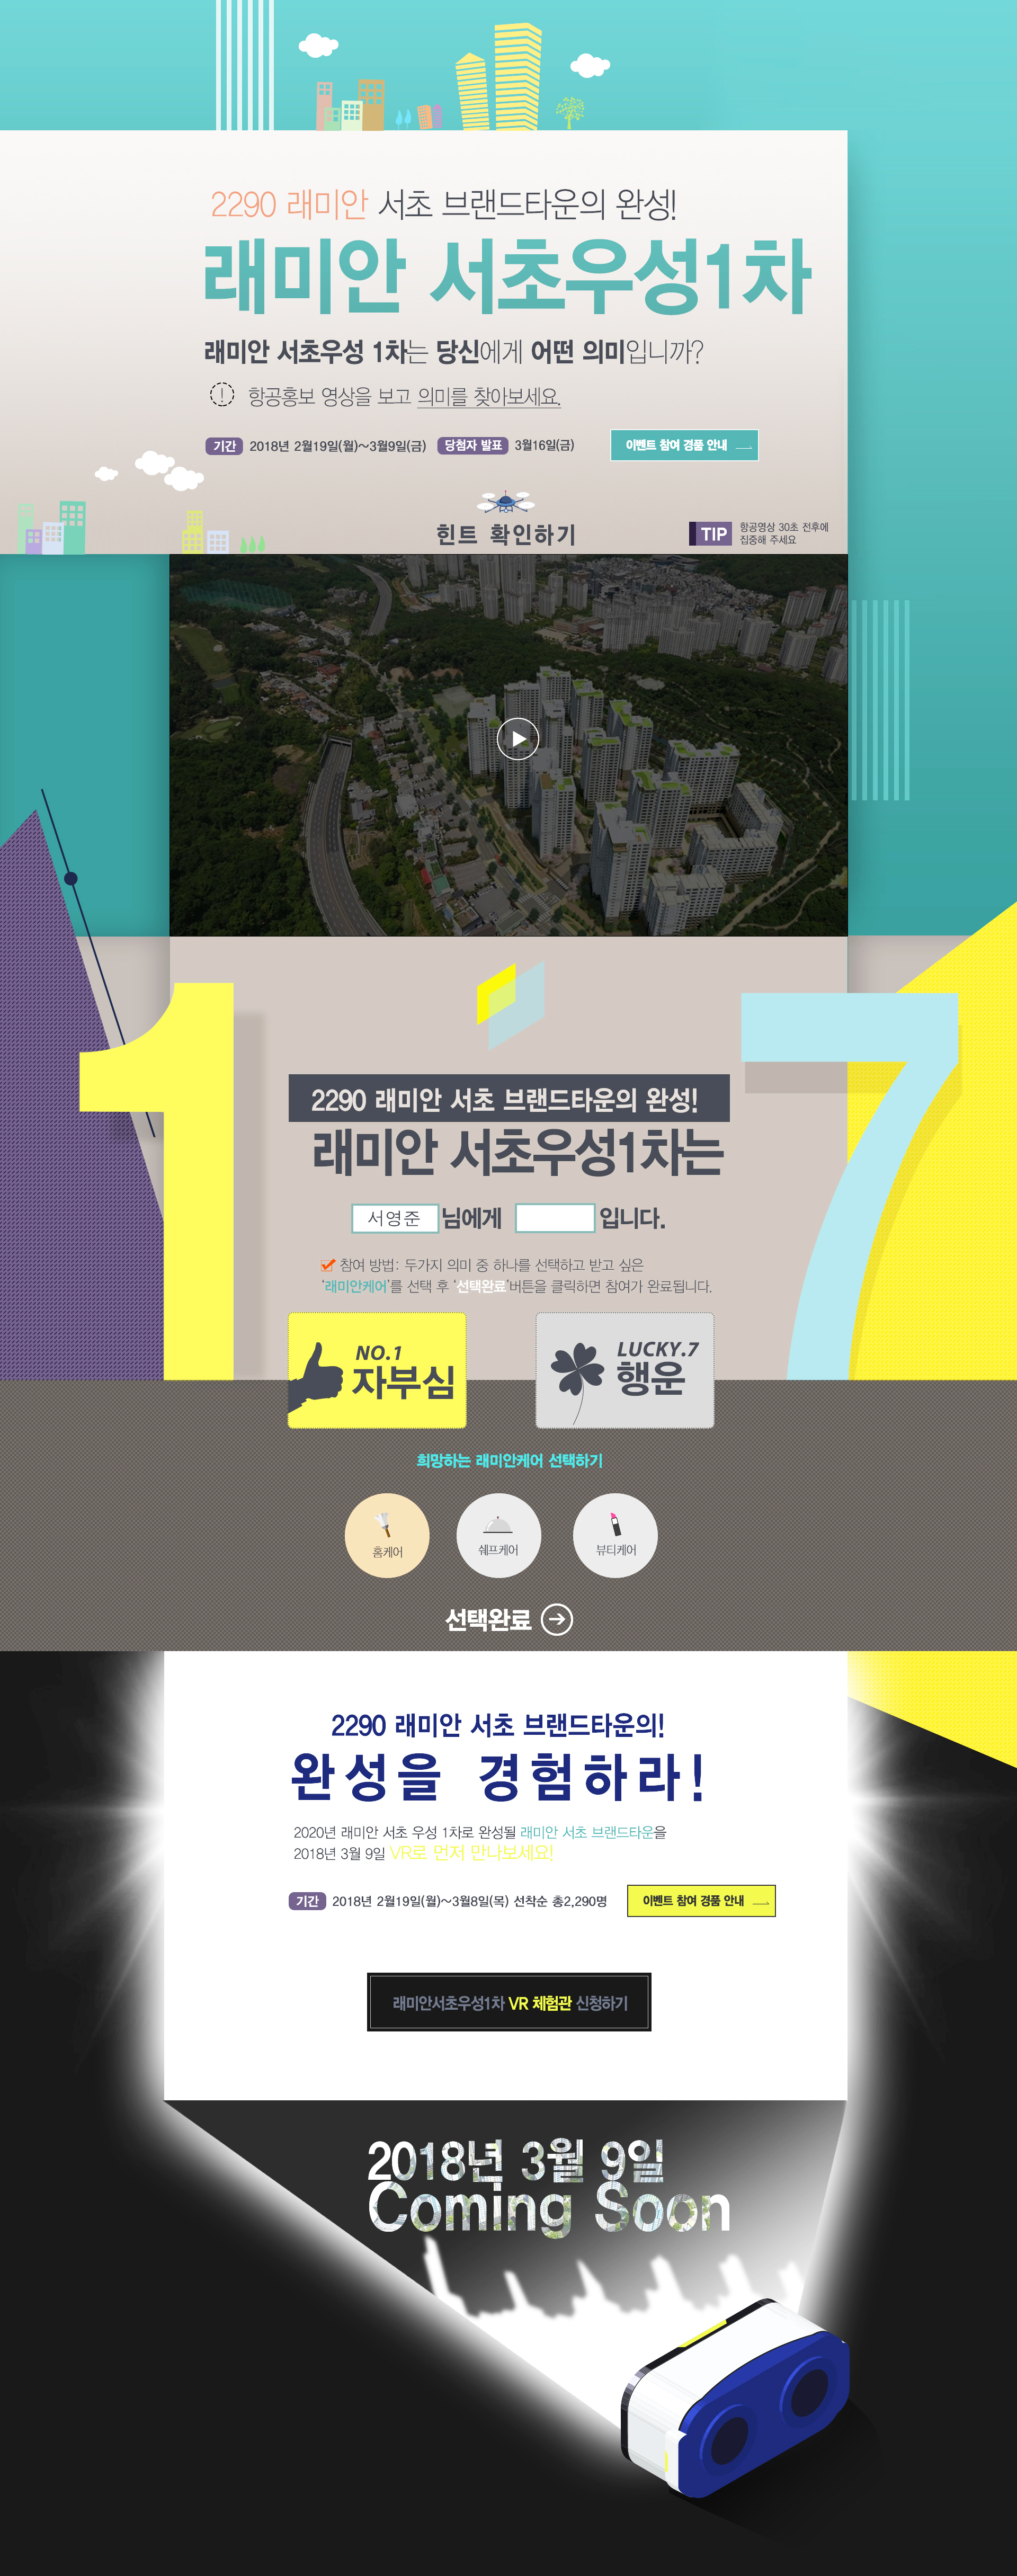 2290 래미안 서초 브랜드타운의 완성!
래미안 서초우성1차
래미안 서초우성 1차는 당신에게 어떤 의미입니까?
! 항공홍보 영상을 보고 의미를 찾아보세요.
기간 2018년 2월19일(월)~3월9일(금) 당첨자 발표 3월16일(금) 이벤트 참여 경품 안내
힌트 확인하기
TIP 항공영상 30초 전후에
집중해 주세요
1 7
2290 래미안 서초 브랜드타운의 완성!
래미안 서초우성1차는
서영준 님에게 입니다.
참여 방법: 두가지 의미 중 하나를 선택하고 받고 싶은
'래미안케어'를 선택 후 '선택완료'버튼을 클릭하면 참여가 완료됩니다.
NO.1
자부심
LUCKY.7
행운
희망하는 래미안케어 선택하기
홈케어 쉐프케어 뷰티케어
선택완료
2290 래미안 서초 브랜드타운의!
완성을 경험하라!
2020년 래미안 서초 우성 1차로 완성될 래미안 서초 브랜드타운을
2018년 3월 9일 VR로 먼저 만나보세요!
기간 2018년 2월19일(월)~3월8일(목) 선착순 총2,290명 이벤트 참여 경품 안내
래미안서초우성1차 VR 체험관 신청하기
2018년 3월 9일
Coming Soon